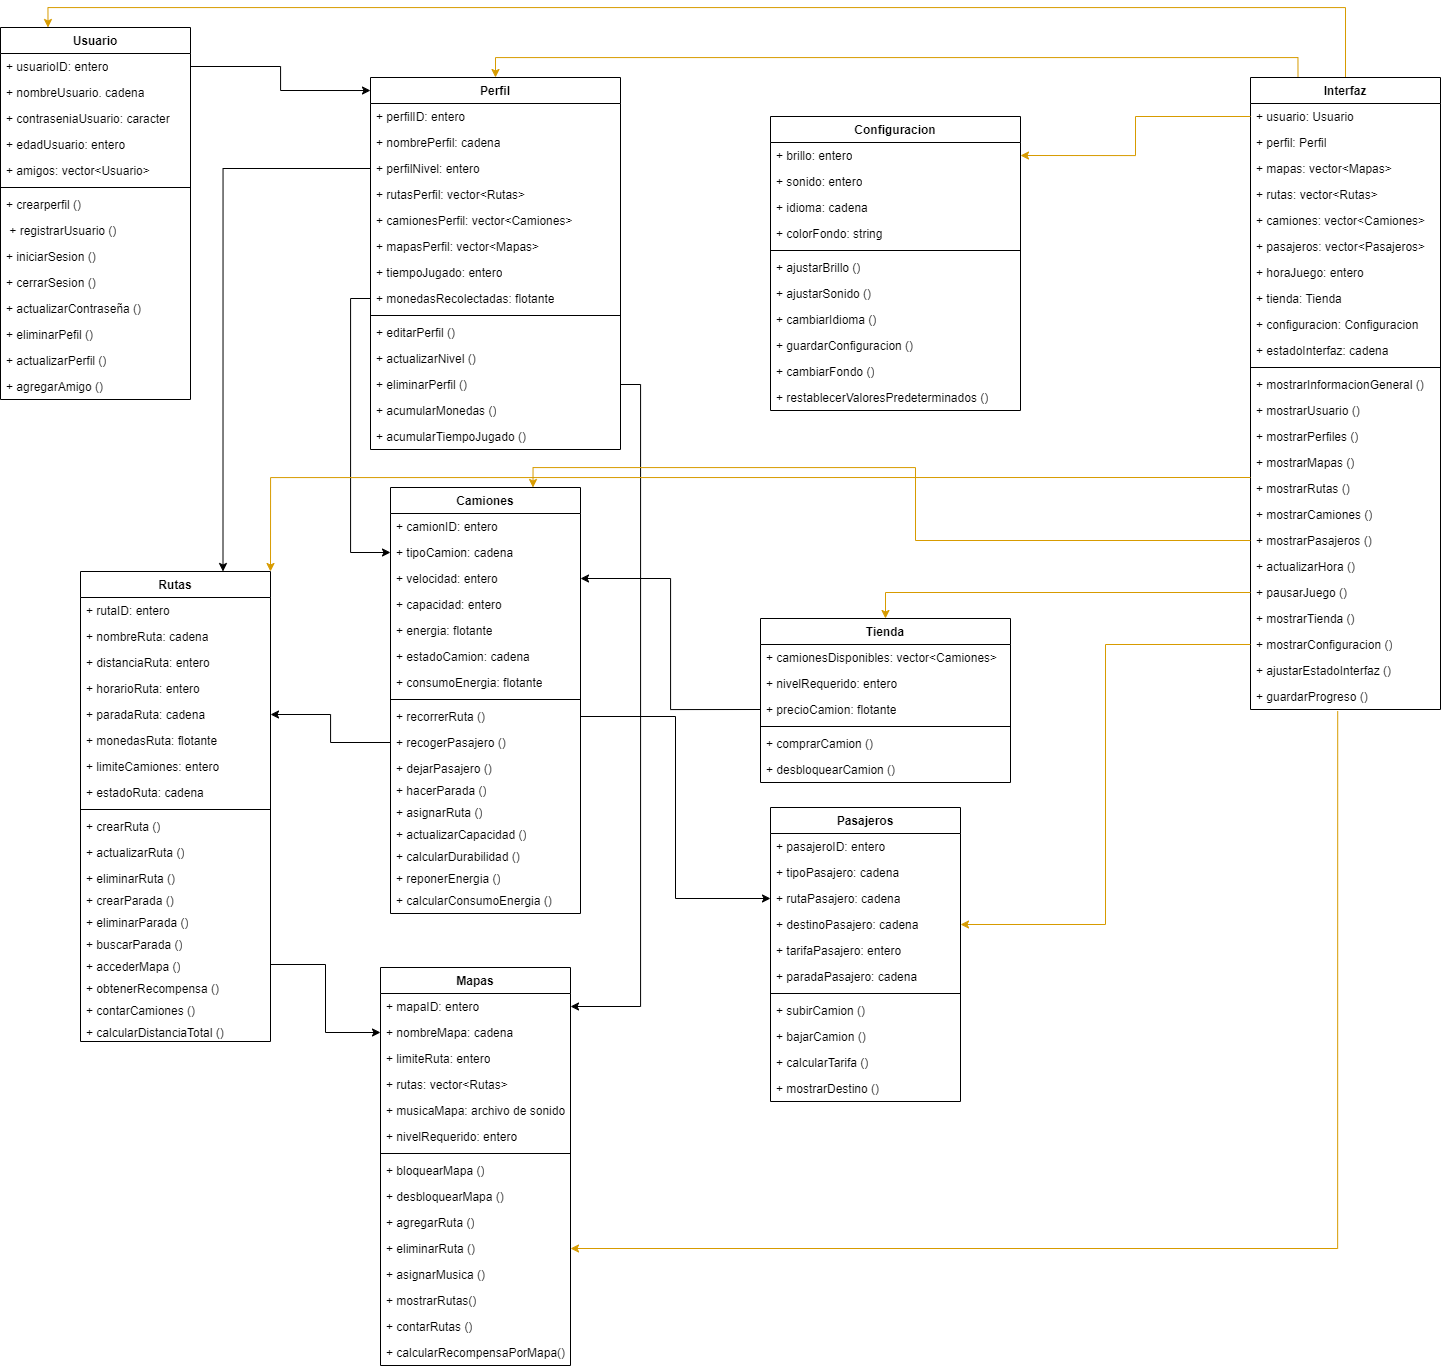 Usuario
+ usuarioID: entero
+ nombreUsuario. cadena
+ contraseniaUsuario: caracter
+ edadUsuario: entero
+ amigos: vector<Usuario>
+ crearperfil ()
+ registrarUsuario ()
+ iniciarSesion ()
+ cerrarSesion ()
+ actualizarContraseña ()
+ eliminarPefil ()
+ actualizarPerfil ()
+ agregarAmigo ()
Perfil
+ perfilID: entero
+ nombrePerfil: cadena
+ perfilNivel: entero
+ rutasPerfil: vector<Rutas>
+ camionesPerfil: vector<Camiones>
+ mapasPerfil: vector<Mapas>
+ tiempoJugado: entero
+ monedasRecolectadas: flotante
+ editarPerfil ()
+ actualizarNivel ()
+ eliminarPerfil ()
+ acumularMonedas ()
+ acumularTiempoJugado ()
Configuracion
+ brillo: entero
+ sonido: entero
+ idioma: cadena
+ colorFondo: string
+ ajustarBrillo ()
+ ajustarSonido ()
+ cambiarIdioma ()
+ guardarConfiguracion ()
+ cambiarFondo ()
+ restablecerValoresPredeterminados ()
Interfaz
+ usuario: Usuario
+ perfil: Perfil
+ mapas: vector<Mapas>
+ rutas: vector<Rutas>
+ camiones: vector<Camiones>
+ pasajeros: vector<Pasajeros>
+ horaJuego: entero
+ tienda: Tienda
+ configuracion: Configuracion
+ estadoInterfaz: cadena
+ mostrarInformacionGeneral ()
+ mostrarUsuario ()
+ mostrarPerfiles ()
+ mostrarMapas ()
+ mostrarRutas ()
+ mostrarCamiones ()
+ mostrarPasajeros ()
+ actualizarHora ()
+ pausarJuego ()
+ mostrarTienda ()
+ mostrarConfiguracion ()
+ ajustarEstadoInterfaz ()
+ guardarProgreso ()
Camiones
+ camionID: entero
+ tipoCamion: cadena
+ velocidad: entero
+ capacidad: entero
+ energia: flotante
+ estadoCamion: cadena
+ consumoEnergia: flotante
+ recorrerRuta ()
+ recogerPasajero ()
+ dejarPasajero ()
+ hacerParada ()
+ asignarRuta ()
+ actualizarCapacidad ()
+ calcularDurabilidad ()
+ reponerEnergia ()
+ calcularConsumoEnergia ()
Rutas
+ rutaID: entero
+ nombreRuta: cadena
+ distanciaRuta: entero
+ horarioRuta: entero
+ paradaRuta: cadena
+ monedasRuta: flotante
+ limiteCamiones: entero
+ estadoRuta: cadena
+ crearRuta ()
+ actualizarRuta ()
+ eliminarRuta ()
+ crearParada ()
+ eliminarParada ()
+ buscarParada ()
+ accederMapa ()
+ obtenerRecompensa ()
+ contarCamiones ()
+ calcularDistanciaTotal ()
Tienda
+ camionesDisponibles: vector<Camiones>
+ nivelRequerido: entero
+ precioCamion: flotante
+ comprarCamion ()
+ desbloquearCamion ()
Pasajeros
+ pasajeroID: entero
+ tipoPasajero: cadena
+ rutaPasajero: cadena
+ destinoPasajero: cadena
+ tarifaPasajero: entero
+ paradaPasajero: cadena
+ subirCamion ()
+ bajarCamion ()
+ calcularTarifa ()
+ mostrarDestino ()
Mapas
+ mapaID: entero
+ nombreMapa: cadena
+ limiteRuta: entero
+ rutas: vector<Rutas>
+ musicaMapa: archivo de sonido
+ nivelRequerido: entero
+ bloquearMapa ()
+ desbloquearMapa ()
+ agregarRuta ()
+ eliminarRuta ()
+ asignarMusica ()
+ mostrarRutas()
+ contarRutas ()
+ calcularRecompensaPorMapa()